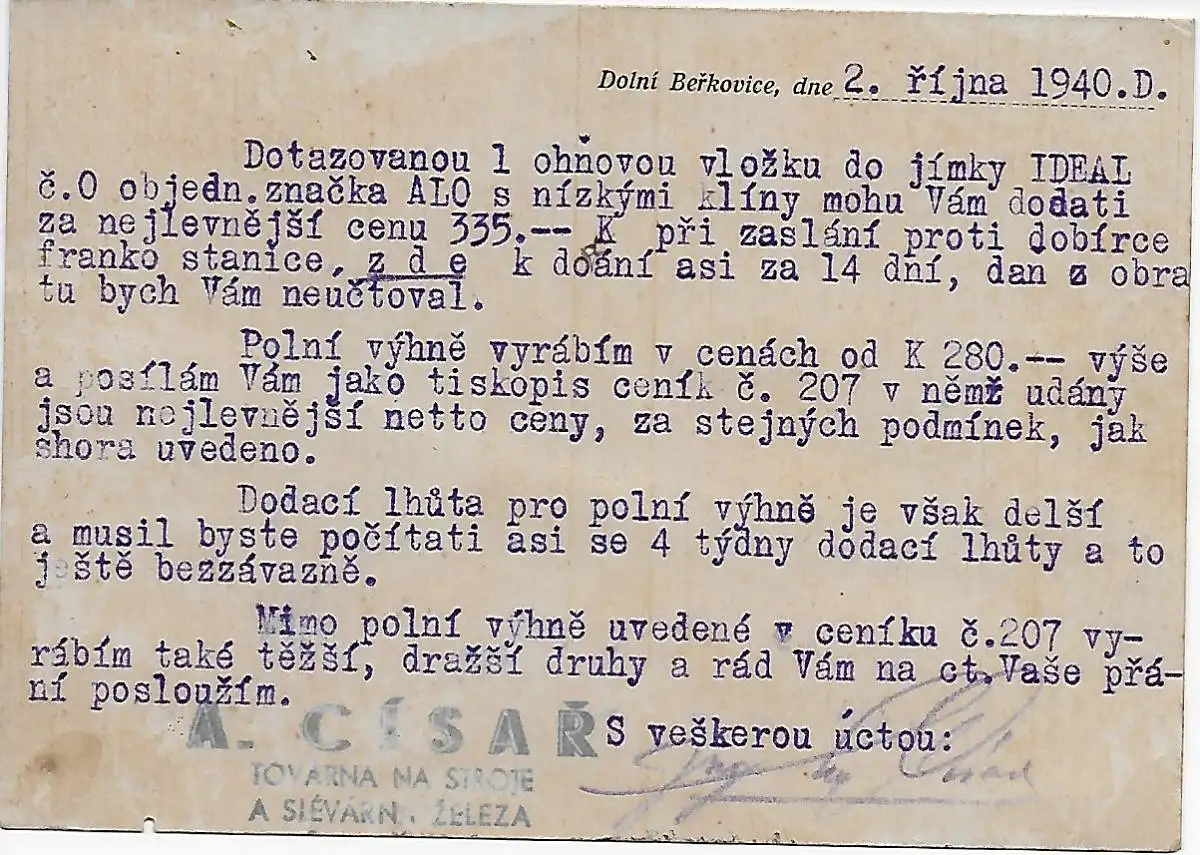 Dolní Beřkovice, dne 2. října 1940.D.
Dotazovanou 1 ohňovou vložku do jímky IDEAL
č.0 objedn.značka ALO s nízkými klíny mohu Vám dodati
za nejlevnější cenu 335.-- K při zaslání proti dobírce
franko stanice, z d e k doání asi za 14 dní, dan z obra
tu bych Vám neučtoval.
Polní výhně vyrábím v cenách od K 280.-- výše
a posílám Vám jako tiskopis ceník č. 207 v němž udány
jsou nejlevnější netto ceny, za stejných podmínek, jak
shora uvedeno.
Dodací lhůta pro polní výhně je však delší
a musil byste počítati asi se 4 týdny dodací lhůty a to
ještě bezzávazně.
Mimo polní výhně uvedené v ceníku č.207 vy-
rábím také těžší, dražší druhy a rád Vám na ct.Vaše přá-
ní posloužím.
A. CÍSAŘ S veškerou úctou:
TOVÁRNA NA STROJE
A SLÉVÁRN. ŽELEZA